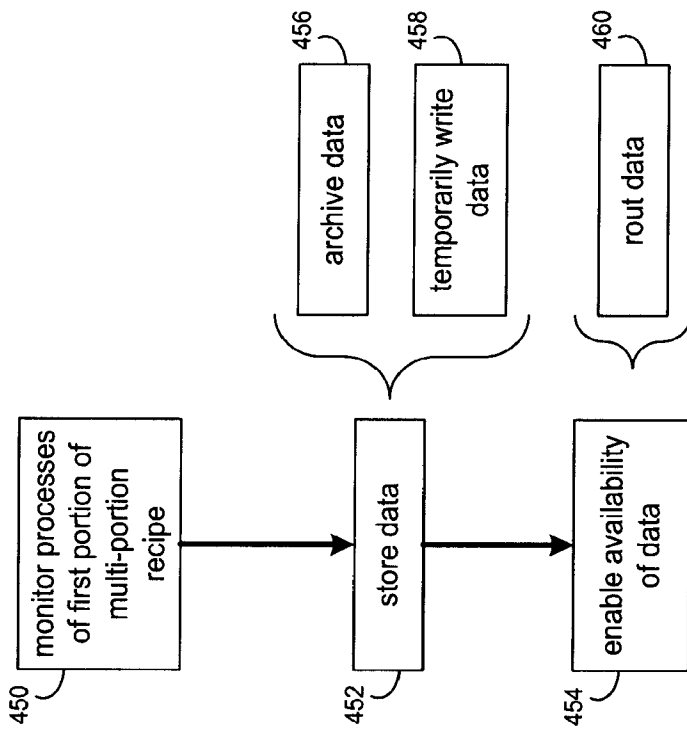 450
monitor processes
of first portion of
multi-portion
recipe
452
store data
456
archive data
458
temporarily write
data
454
enable availability
of data
460
rout data